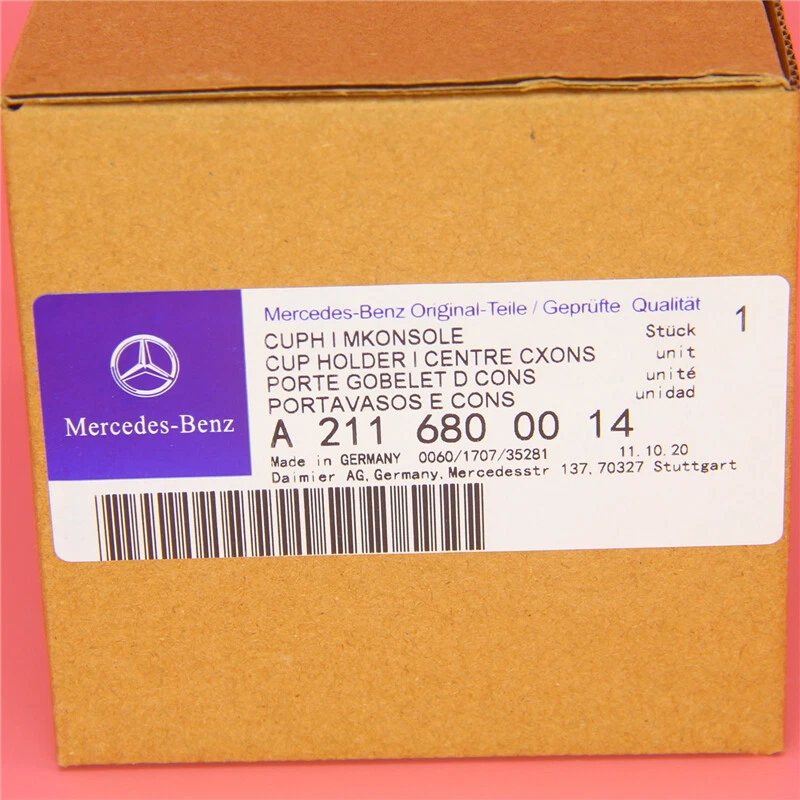 Mercedes-Benz
Mercedes-Benz Original-Teile / Geprüfte Qualität
1
CUPH I MKONSOLE
Stück
CUP HOLDER I CENTRE CXONS
unit
PORTE GOBELET D CONS
unité
PORTAVASOS E CONS
unidad
A 211 680 00 14
Made in GERMANY 0060/1707/35281 11.10.20
Daimier AG, Germany, Mercedesstr 137, 70327 Stuttgart